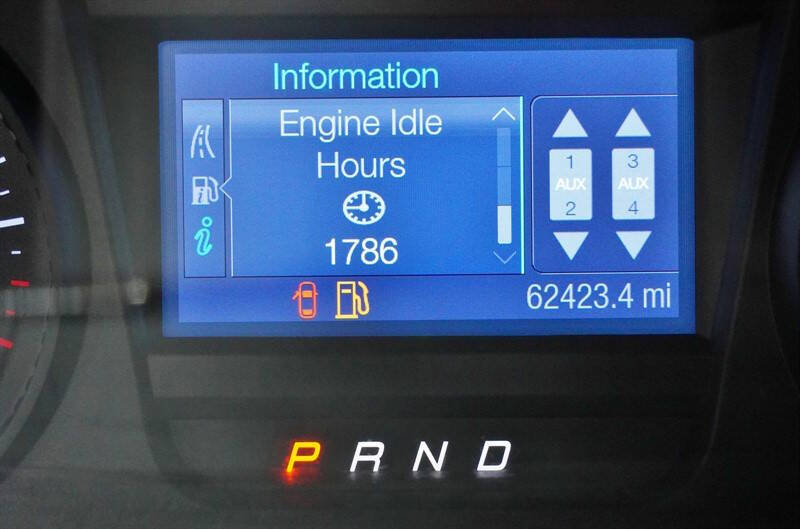 Information
Engine Idle
Hours
1786
1
AUX
2
3
AUX
4
62423.4 mi
P R N D